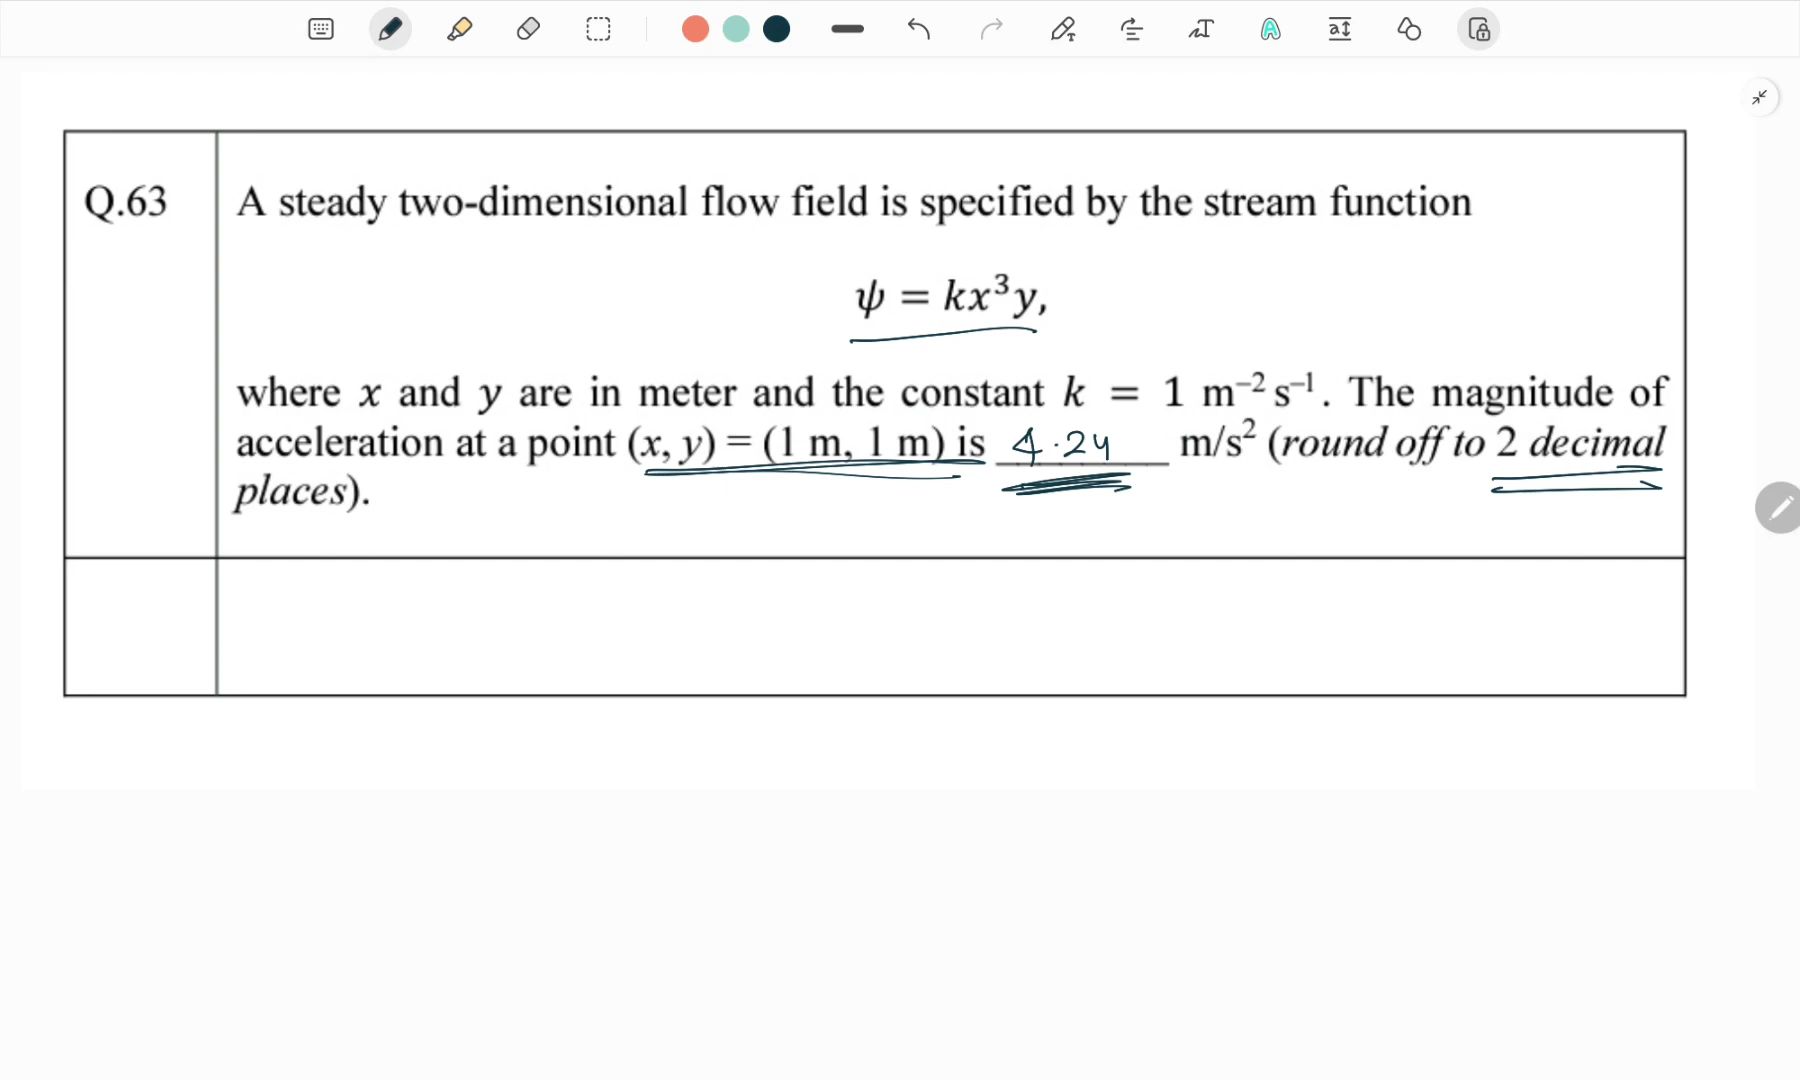 Q.63
A steady two-dimensional flow field is specified by the stream function
ψ = kx³y,
where x and y are in meter and the constant k = 1 m⁻² s⁻¹. The magnitude of
acceleration at a point (x, y) = (1 m, 1 m) is 4.24 m/s² (round off to 2 decimal
places).